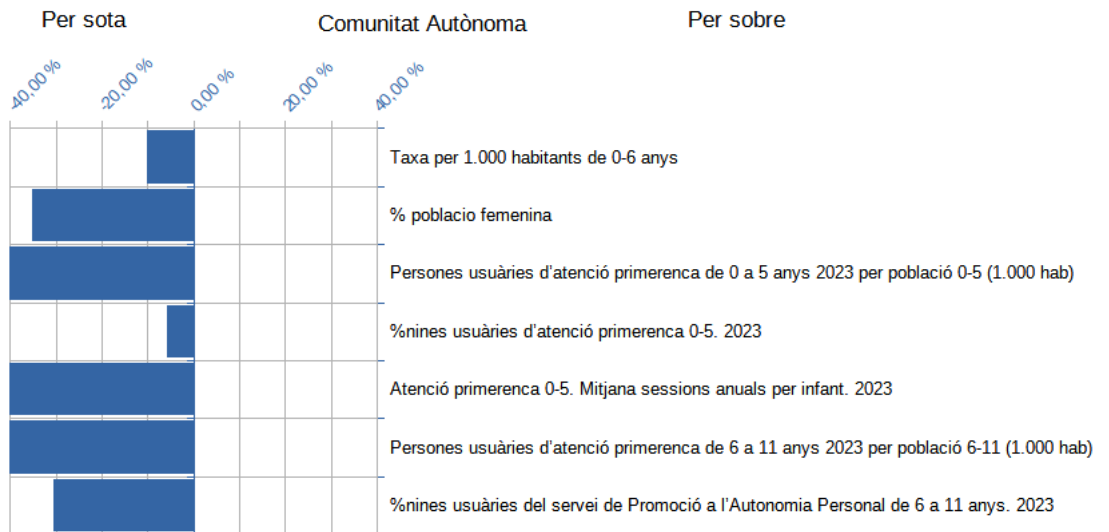 Per sota
Comunitat Autònoma
Per sobre
-40,00 %
-20,00 %
0,00 %
20,00 %
40,00 %
Taxa per 1.000 habitants de 0-6 anys
% poblacio femenina
Persones usuàries d'atenció primerenca de 0 a 5 anys 2023 per població 0-5 (1.000 hab)
%nines usuàries d'atenció primerenca 0-5. 2023
Atenció primerenca 0-5. Mitjana sessions anuals per infant. 2023
Persones usuàries d'atenció primerenca de 6 a 11 anys 2023 per població 6-11 (1.000 hab)
%nines usuàries del servei de Promoció a l'Autonomia Personal de 6 a 11 anys. 2023